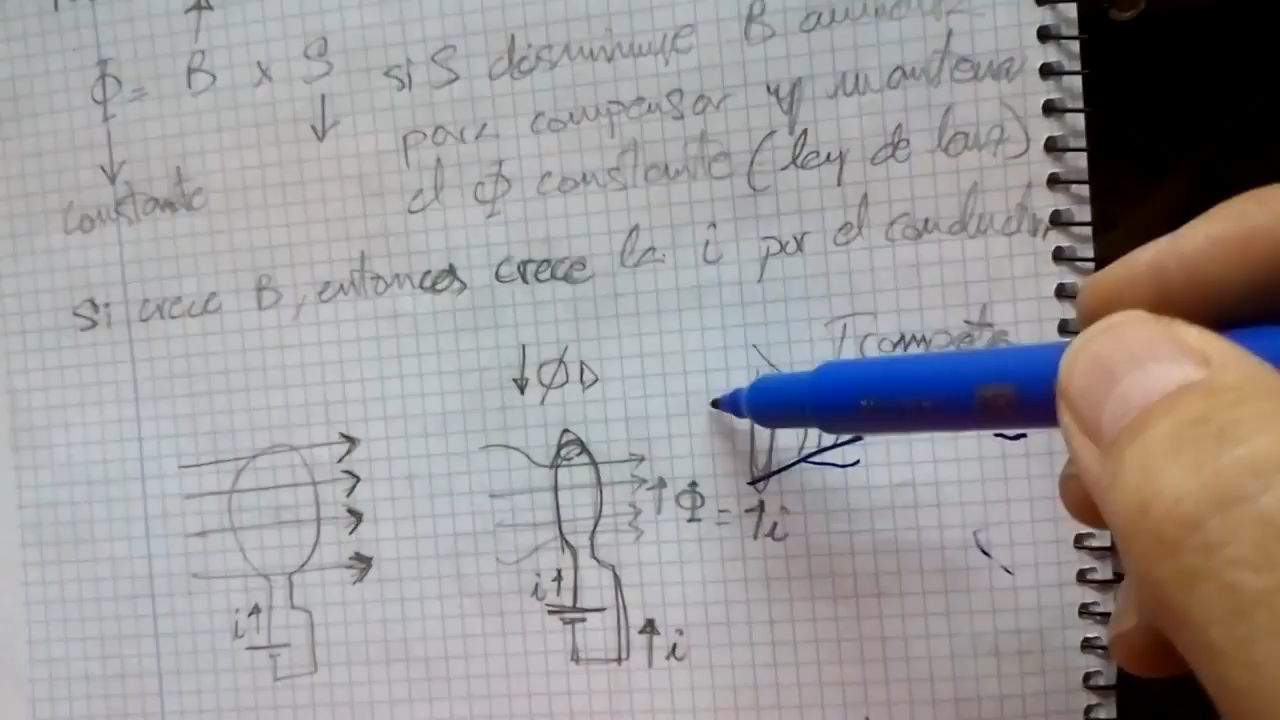 Φ = B x S si S disminuye B aumenta
para compensar y mantener
el Φ constante (ley de
constante
Si crece B, entonces crece la i por el conductor
Trompeta
↓ ØD
↑ Φ = ↑i
i↑
i↑
↑i